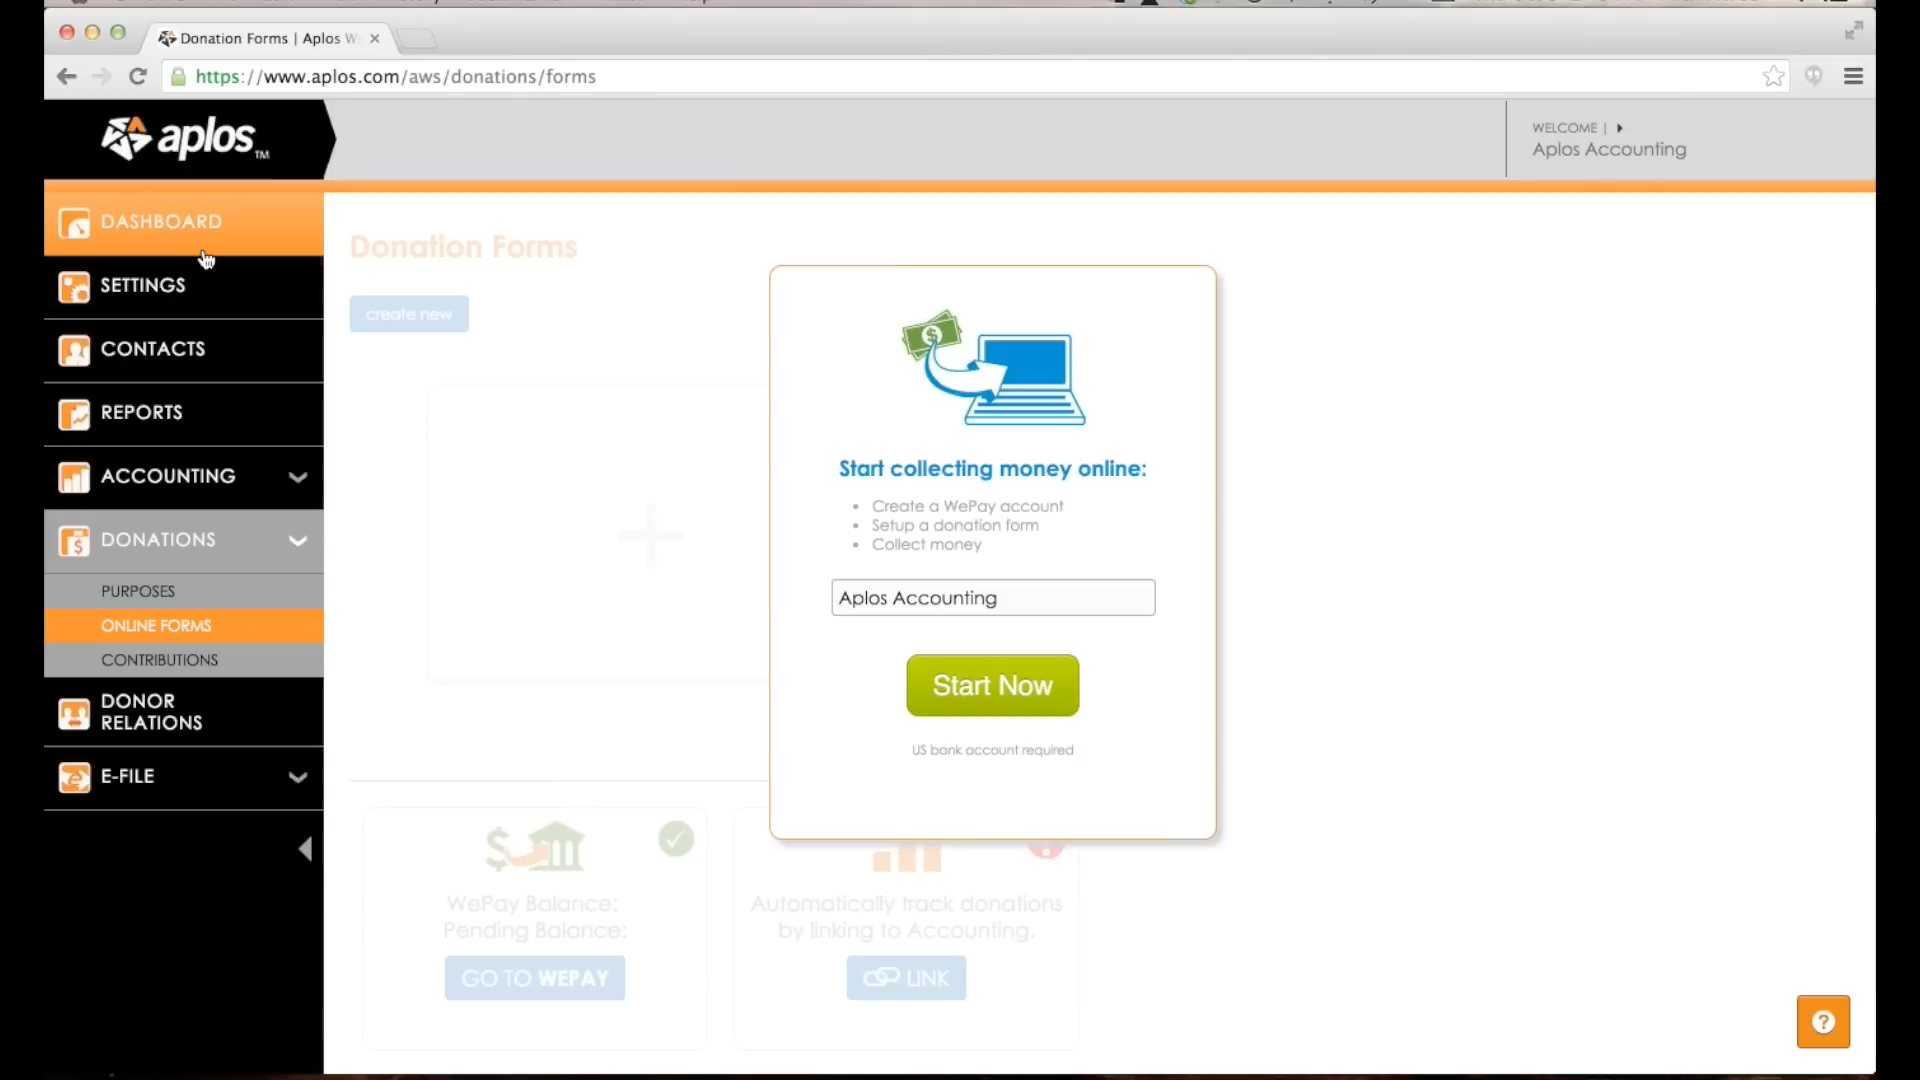 Donation Forms | Aplos W
https://www.aplos.com/aws/donations/forms
aplos TM
WELCOME |
Aplos Accounting
DASHBOARD
SETTINGS
CONTACTS
REPORTS
ACCOUNTING
DONATIONS
PURPOSES
ONLINE FORMS
CONTRIBUTIONS
DONOR
RELATIONS
E-FILE
Donation Forms
create new
Start collecting money online:
• Create a WePay account
• Setup a donation form
• Collect money
Aplos Accounting
Start Now
US bank account required
WePay Balance:
Pending Balance:
GO TO WEPAY
Automatically track donations
by linking to Accounting.
LINK
?